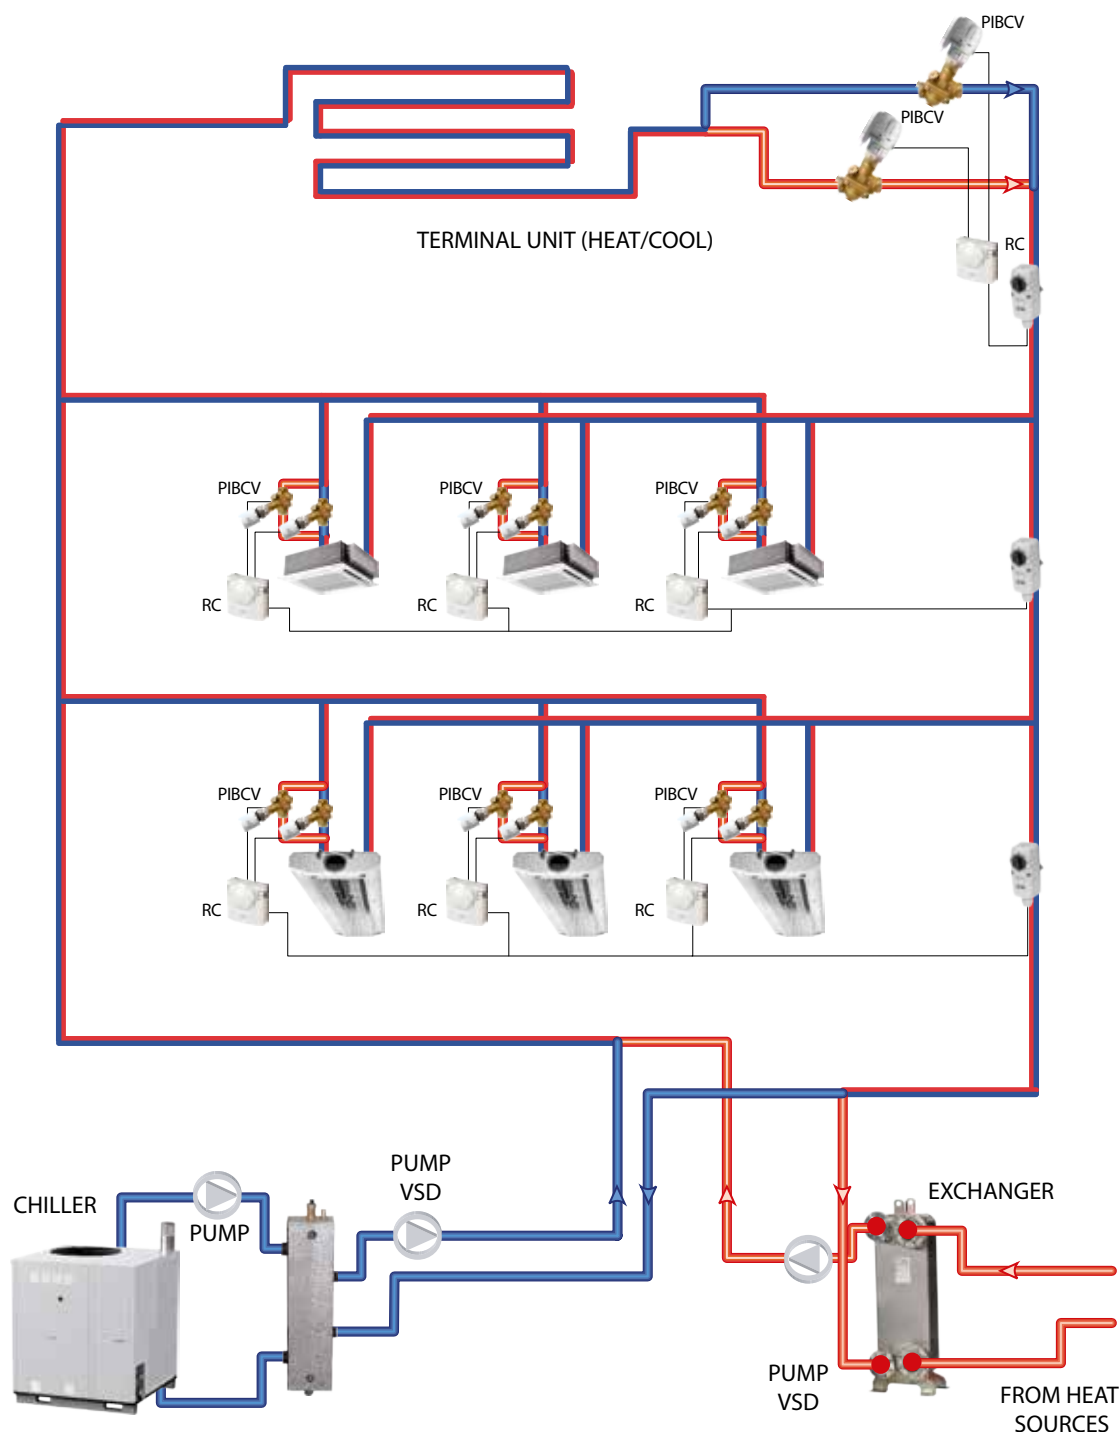 PIBCV
PIBCV
TERMINAL UNIT (HEAT/COOL)
RC
PIBCV
PIBCV
PIBCV
RC
RC
RC
PIBCV
PIBCV
PIBCV
RC
RC
RC
PUMP
VSD
CHILLER
PUMP
EXCHANGER
PUMP
VSD
FROM HEAT
SOURCES